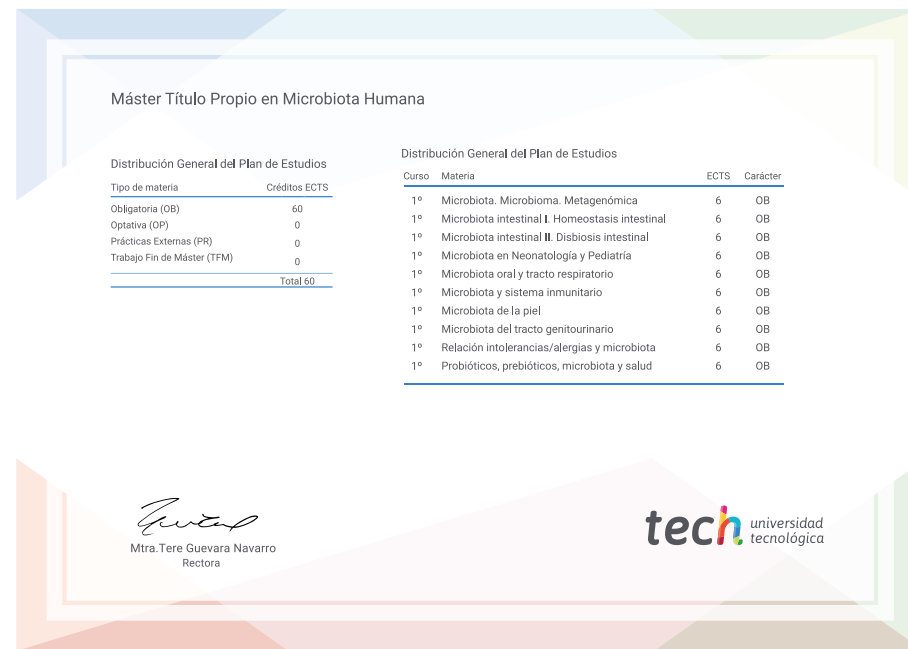 Máster Título Propio en Microbiota Humana
Distribución General del Plan de Estudios
Tipo de materia Créditos ECTS
Obligatoria (OB) 60
Optativa (OP) 0
Prácticas Externas (PR) 0
Trabajo Fin de Máster (TFM) 0
Total 60
Distribución General del Plan de Estudios
Curso Materia ECTS Carácter
1º Microbiota. Microbioma. Metagenómica 6 OB
1º Microbiota intestinal I. Homeostasis intestinal 6 OB
1º Microbiota intestinal II. Disbiosis intestinal 6 OB
1º Microbiota en Neonatología y Pediatría 6 OB
1º Microbiota oral y tracto respiratorio 6 OB
1º Microbiota y sistema inmunitario 6 OB
1º Microbiota de la piel 6 OB
1º Microbiota del tracto genitourinario 6 OB
1º Relación intolerancias/alergias y microbiota 6 OB
1º Probióticos, prebióticos, microbiota y salud 6 OB
Mtra.Tere Guevara Navarro
Rectora
tech universidad
tecnológica